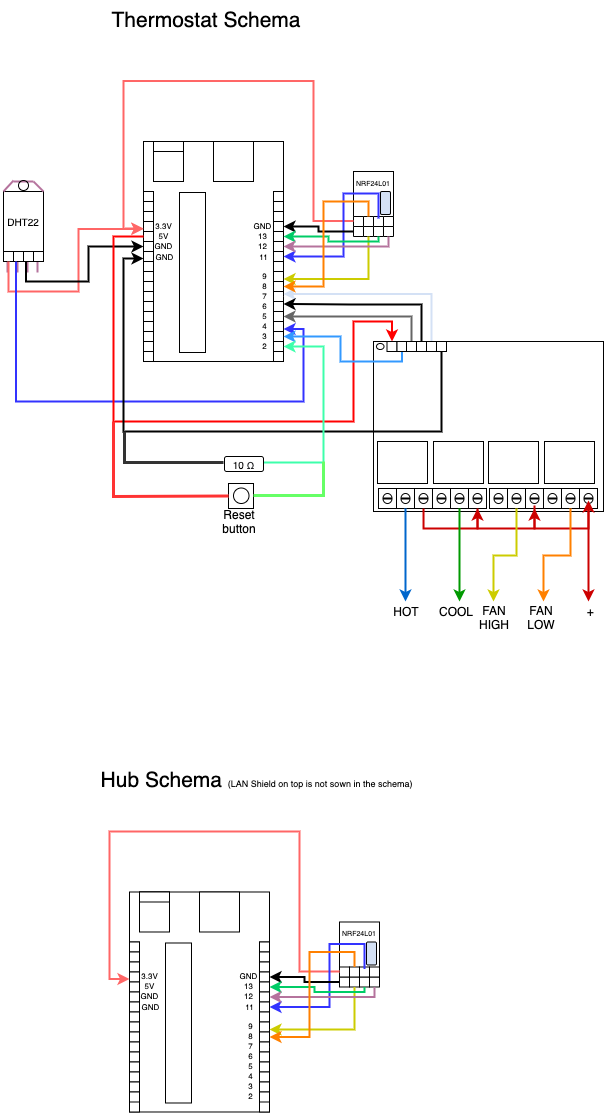 Thermostat Schema
NRF24L01
DHT22
3.3V
5V
GND
GND
GND
13
12
11
9
8
7
6
5
4
3
2
10 Ω
Reset
button
HOT
COOL
FAN
HIGH
FAN
LOW
+
Hub Schema (LAN Shield on top is not sown in the schema)
NRF24L01
3.3V
5V
GND
GND
GND
13
12
11
9
8
7
6
5
4
3
2